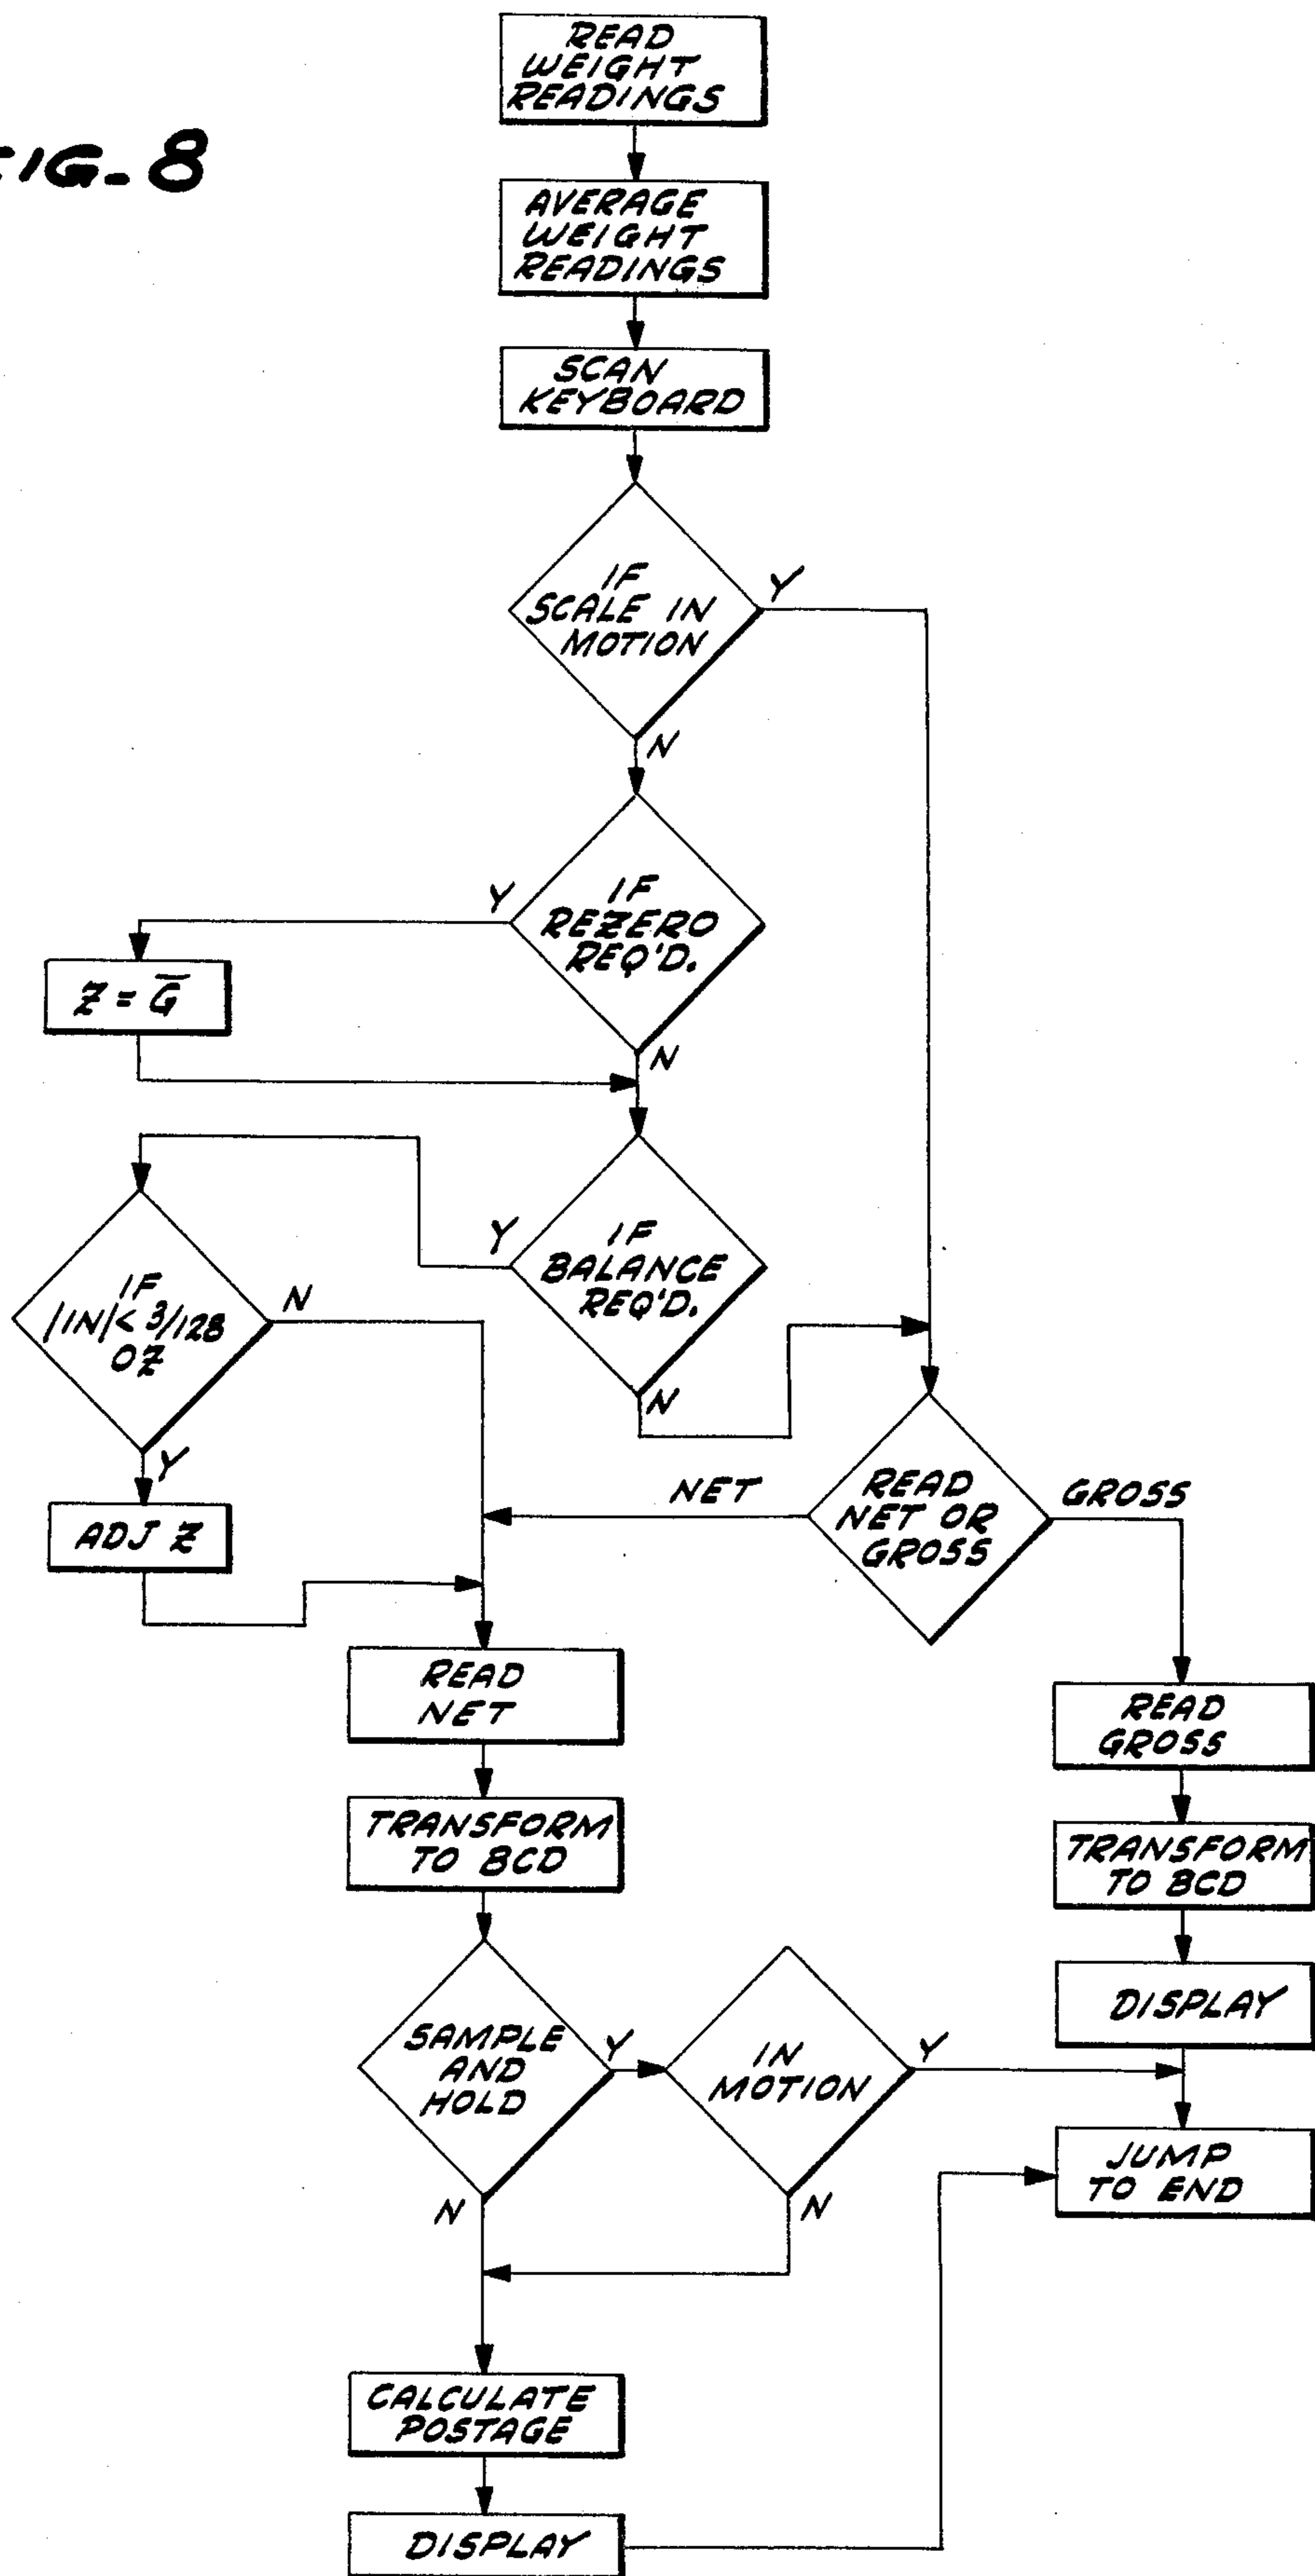 FIG. 8
READ
WEIGHT
READINGS
AVERAGE
WEIGHT
READINGS
SCAN
KEYBOARD
IF
SCALE IN
MOTION
Y
N
IF
REZERO
REQ'D.
Y
N
Z = G̅
IF
BALANCE
REQ'D.
Y
N
IF
|IN|< 3/128
OZ
N
Y
ADJ Z
READ
NET OR
GROSS
NET
GROSS
READ
NET
READ
GROSS
TRANSFORM
TO BCD
TRANSFORM
TO BCD
DISPLAY
SAMPLE
AND
HOLD
Y
N
IN
MOTION
Y
N
JUMP
TO END
CALCULATE
POSTAGE
DISPLAY